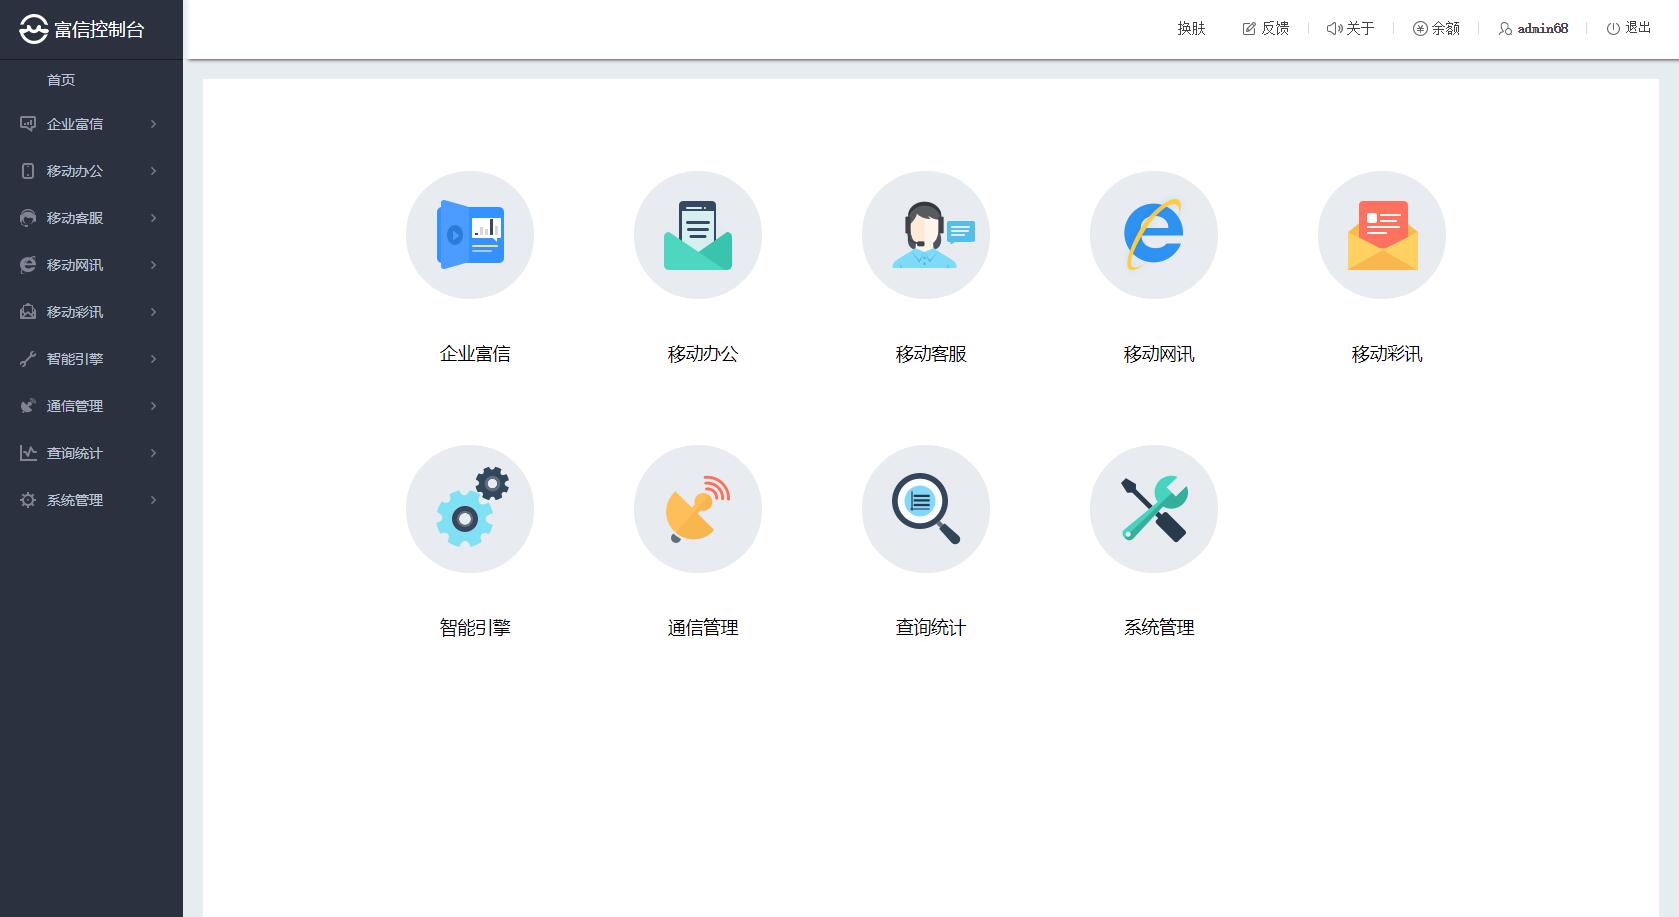 富信控制台
换肤 反馈 关于 余额 admin68 退出
首页
企业富信
移动办公
移动客服
移动网讯
移动彩讯
智能引擎
通信管理
查询统计
系统管理
企业富信 移动办公 移动客服 移动网讯 移动彩讯
智能引擎 通信管理 查询统计 系统管理